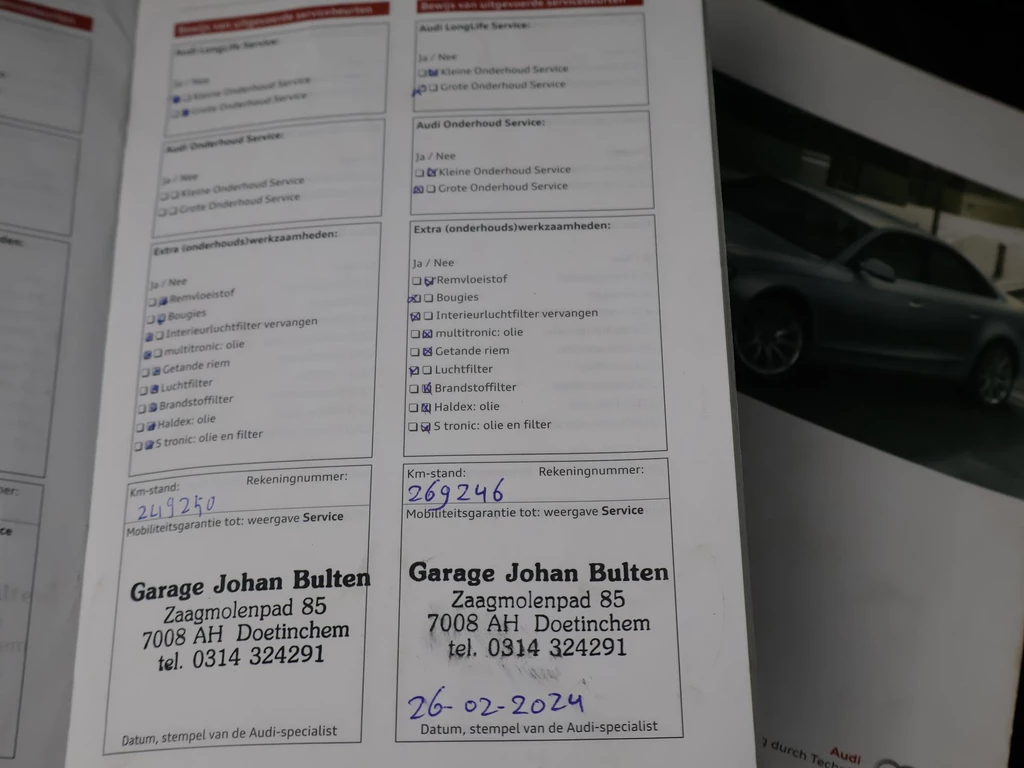 Bewijs van uitgevoerde servicebeurten
Audi LongLife Service:
Ja / Nee
Kleine Onderhoud Service
Grote Onderhoud Service
Audi Onderhoud Service:
Ja / Nee
Kleine Onderhoud Service
Grote Onderhoud Service
Extra (onderhouds)werkzaamheden:
Ja / Nee
Remvloeistof
Bougies
Interieurluchtfilter vervangen
multitronic: olie
Getande riem
Luchtfilter
Brandstoffilter
Haldex: olie
S tronic: olie en filter
Km-stand: Rekeningnummer:
249250
Mobiliteitsgarantie tot: weergave Service
Garage Johan Bulten
Zaagmolenpad 85
7008 AH Doetinchem
tel. 0314 324291
Datum, stempel van de Audi-specialist
Bewijs van uitgevoerde servicebeurten
Audi LongLife Service:
Ja / Nee
Kleine Onderhoud Service
Grote Onderhoud Service
Audi Onderhoud Service:
Ja / Nee
Kleine Onderhoud Service
Grote Onderhoud Service
Extra (onderhouds)werkzaamheden:
Ja / Nee
Remvloeistof
Bougies
Interieurluchtfilter vervangen
multitronic: olie
Getande riem
Luchtfilter
Brandstoffilter
Haldex: olie
S tronic: olie en filter
Km-stand: Rekeningnummer:
269246
Mobiliteitsgarantie tot: weergave Service
Garage Johan Bulten
Zaagmolenpad 85
7008 AH Doetinchem
tel. 0314 324291
26-02-2024
Datum, stempel van de Audi-specialist
Audi
durch